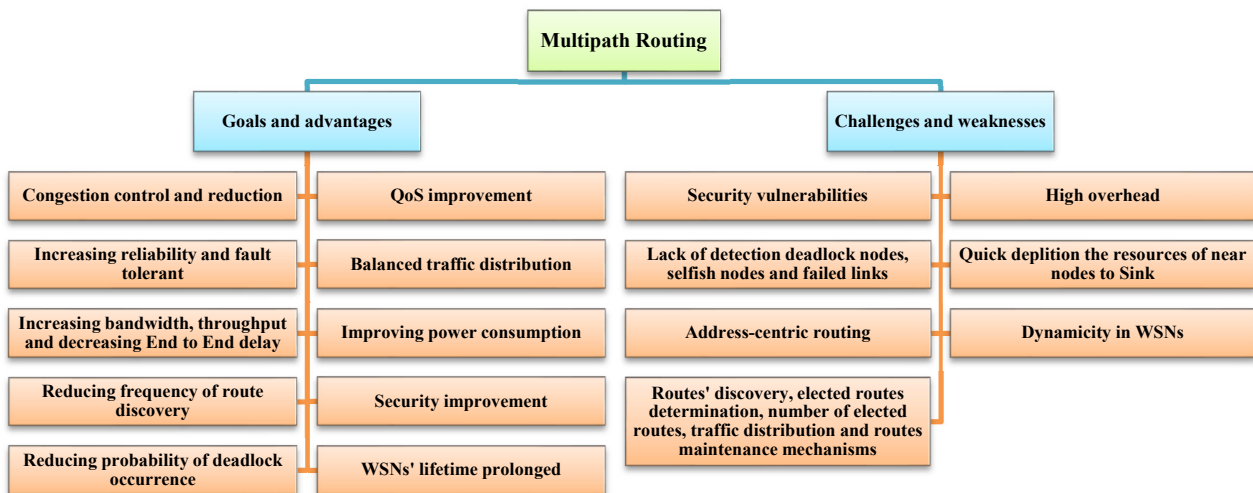 Multipath Routing
Goals and advantages
Challenges and weaknesses
Congestion control and reduction
QoS improvement
Increasing reliability and fault
tolerant
Balanced traffic distribution
Increasing bandwidth, throughput
and decreasing End to End delay
Improving power consumption
Reducing frequency of route
discovery
Security improvement
Reducing probability of deadlock
occurrence
WSNs' lifetime prolonged
Security vulnerabilities
High overhead
Lack of detection deadlock nodes,
selfish nodes and failed links
Quick deplition the resources of near
nodes to Sink
Address-centric routing
Dynamicity in WSNs
Routes' discovery, elected routes
determination, number of elected
routes, traffic distribution and routes
maintenance mechanisms